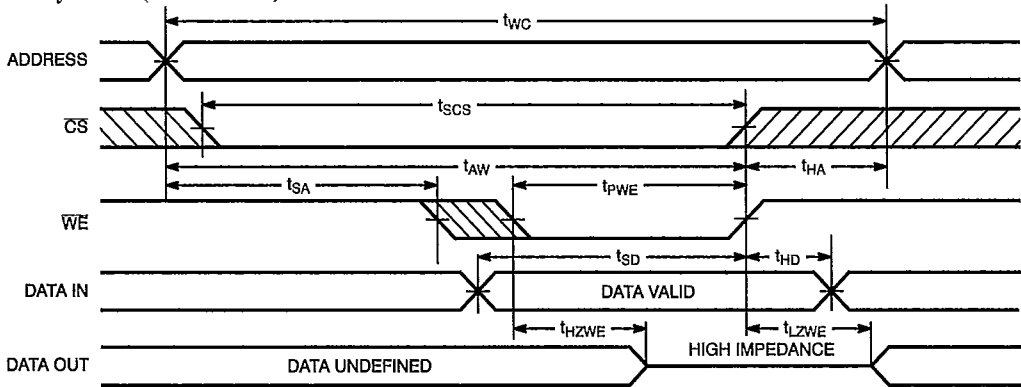 tWC
ADDRESS
tSCS
CS
tAW
tHA
tSA
tPWE
WE
tSD
tHD
DATA IN
DATA VALID
tHZWE
tLZWE
HIGH IMPEDANCE
DATA OUT
DATA UNDEFINED